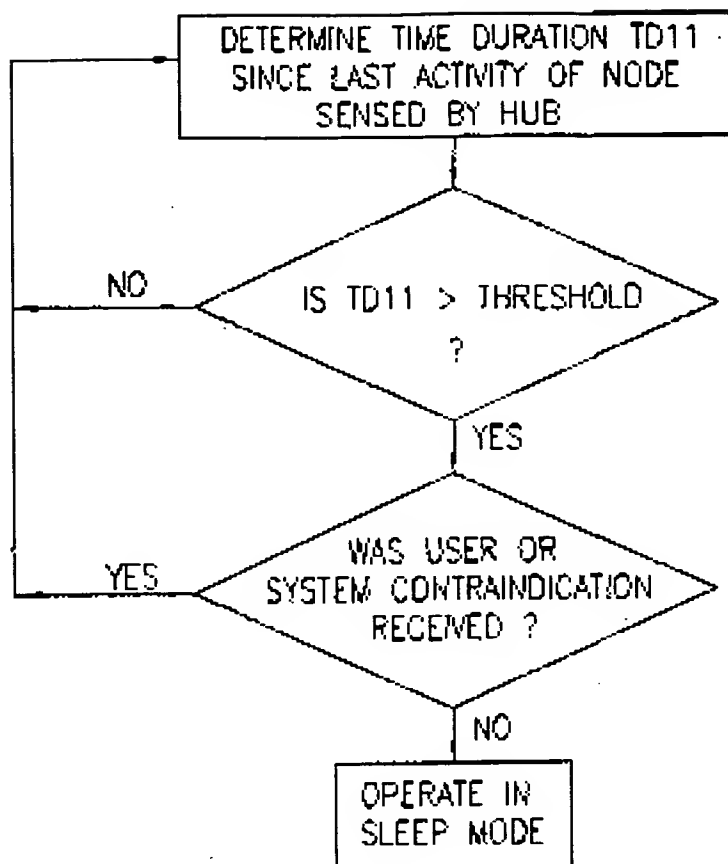 DETERMINE TIME DURATION TD11
SINCE LAST ACTIVITY OF NODE
SENSED BY HUB
NO
IS TD11 > THRESHOLD
?
YES
WAS USER OR
SYSTEM CONTRAINDICATION
RECEIVED ?
YES
NO
OPERATE IN
SLEEP MODE